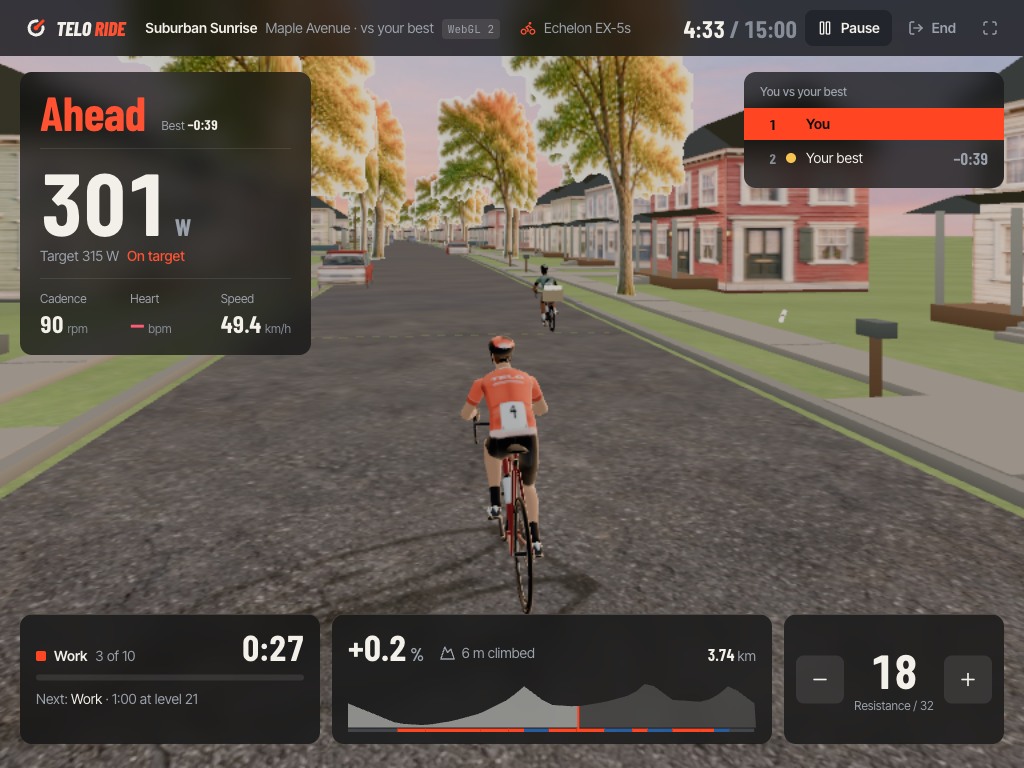 TELO RIDE Suburban Sunrise Maple Avenue · vs your best WebGL 2 Echelon EX-5s 4:33 / 15:00 Pause End
Ahead Best −0:39
301 W
Target 315 W On target
Cadence Heart Speed
90 rpm — bpm 49.4 km/h
You vs your best
1 You
2 Your best −0:39
TELO
4
Work 3 of 10 0:27
Next: Work · 1:00 at level 21
+0.2 % 6 m climbed 3.74 km
− 18 +
Resistance / 32